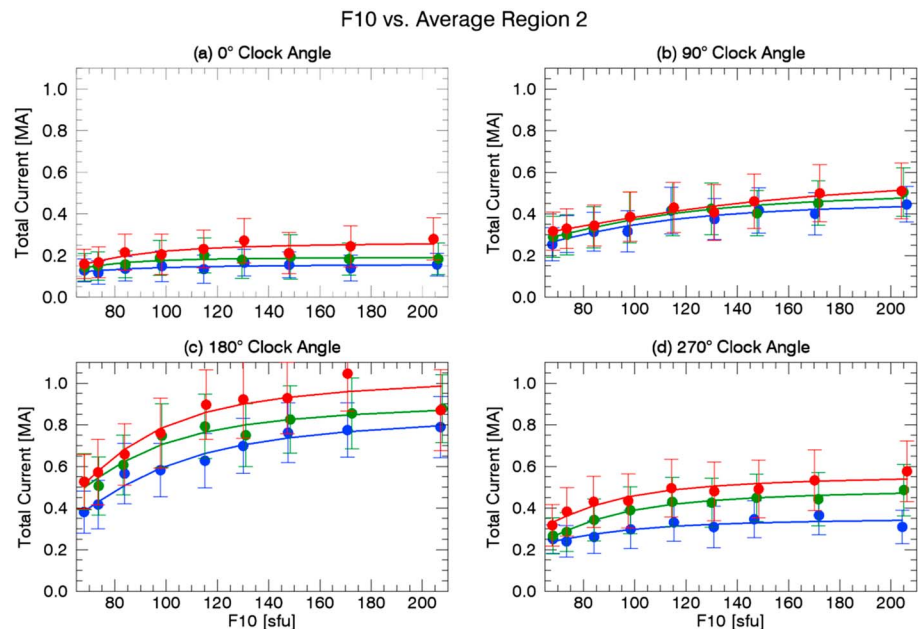 F10 vs. Average Region 2
(a) 0° Clock Angle
(b) 90° Clock Angle
Total Current [MA]
1.0
0.8
0.6
0.4
0.2
0.0
80 100 120 140 160 180 200
Total Current [MA]
1.0
0.8
0.6
0.4
0.2
0.0
80 100 120 140 160 180 200
(c) 180° Clock Angle
(d) 270° Clock Angle
Total Current [MA]
1.0
0.8
0.6
0.4
0.2
0.0
80 100 120 140 160 180 200
F10 [sfu]
Total Current [MA]
1.0
0.8
0.6
0.4
0.2
0.0
80 100 120 140 160 180 200
F10 [sfu]